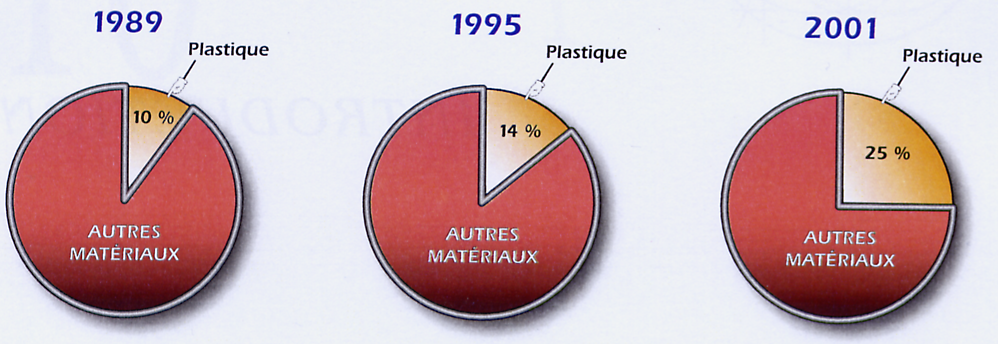 1989
Plastique
10 %
AUTRES
MATÉRIAUX
1995
Plastique
14 %
AUTRES
MATÉRIAUX
2001
Plastique
25 %
AUTRES
MATÉRIAUX